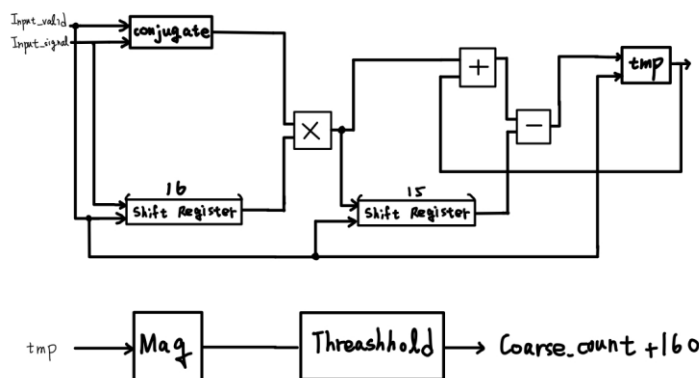 Input_valid
Input_signal
conjugate
+
tmp
×
−
16
Shift Register
15
Shift Register
tmp
Mag
Threashhold
Coarse_count +160